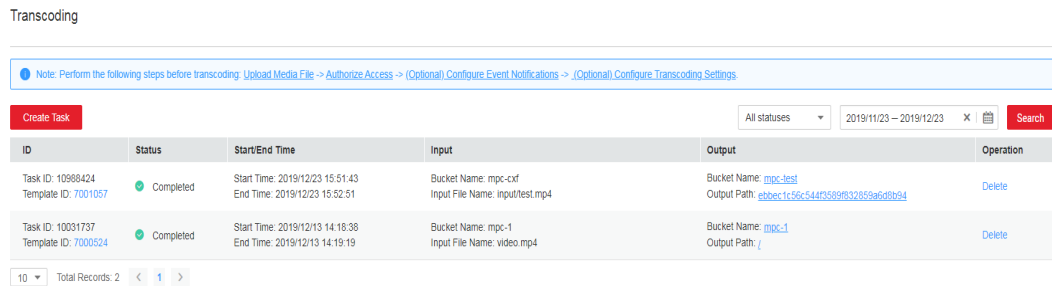 Transcoding
Note: Perform the following steps before transcoding: Upload Media File -> Authorize Access -> (Optional) Configure Event Notifications -> (Optional) Configure Transcoding Settings.
Create Task
All statuses
2019/11/23 – 2019/12/23
Search
ID Status Start/End Time Input Output Operation
Task ID: 10988424 Start Time: 2019/12/23 15:51:43 Bucket Name: mpc-cxf Bucket Name: mpc-test
Completed Delete
Template ID: 7001057 End Time: 2019/12/23 15:52:51 Input File Name: input/test.mp4 Output Path: ebbec1c56c544f3589f832859a6d8b94
Task ID: 10031737 Start Time: 2019/12/13 14:18:38 Bucket Name: mpc-1 Bucket Name: mpc-1
Completed Delete
Template ID: 7000524 End Time: 2019/12/13 14:19:19 Input File Name: video.mp4 Output Path: /
10 Total Records: 2 < 1 >